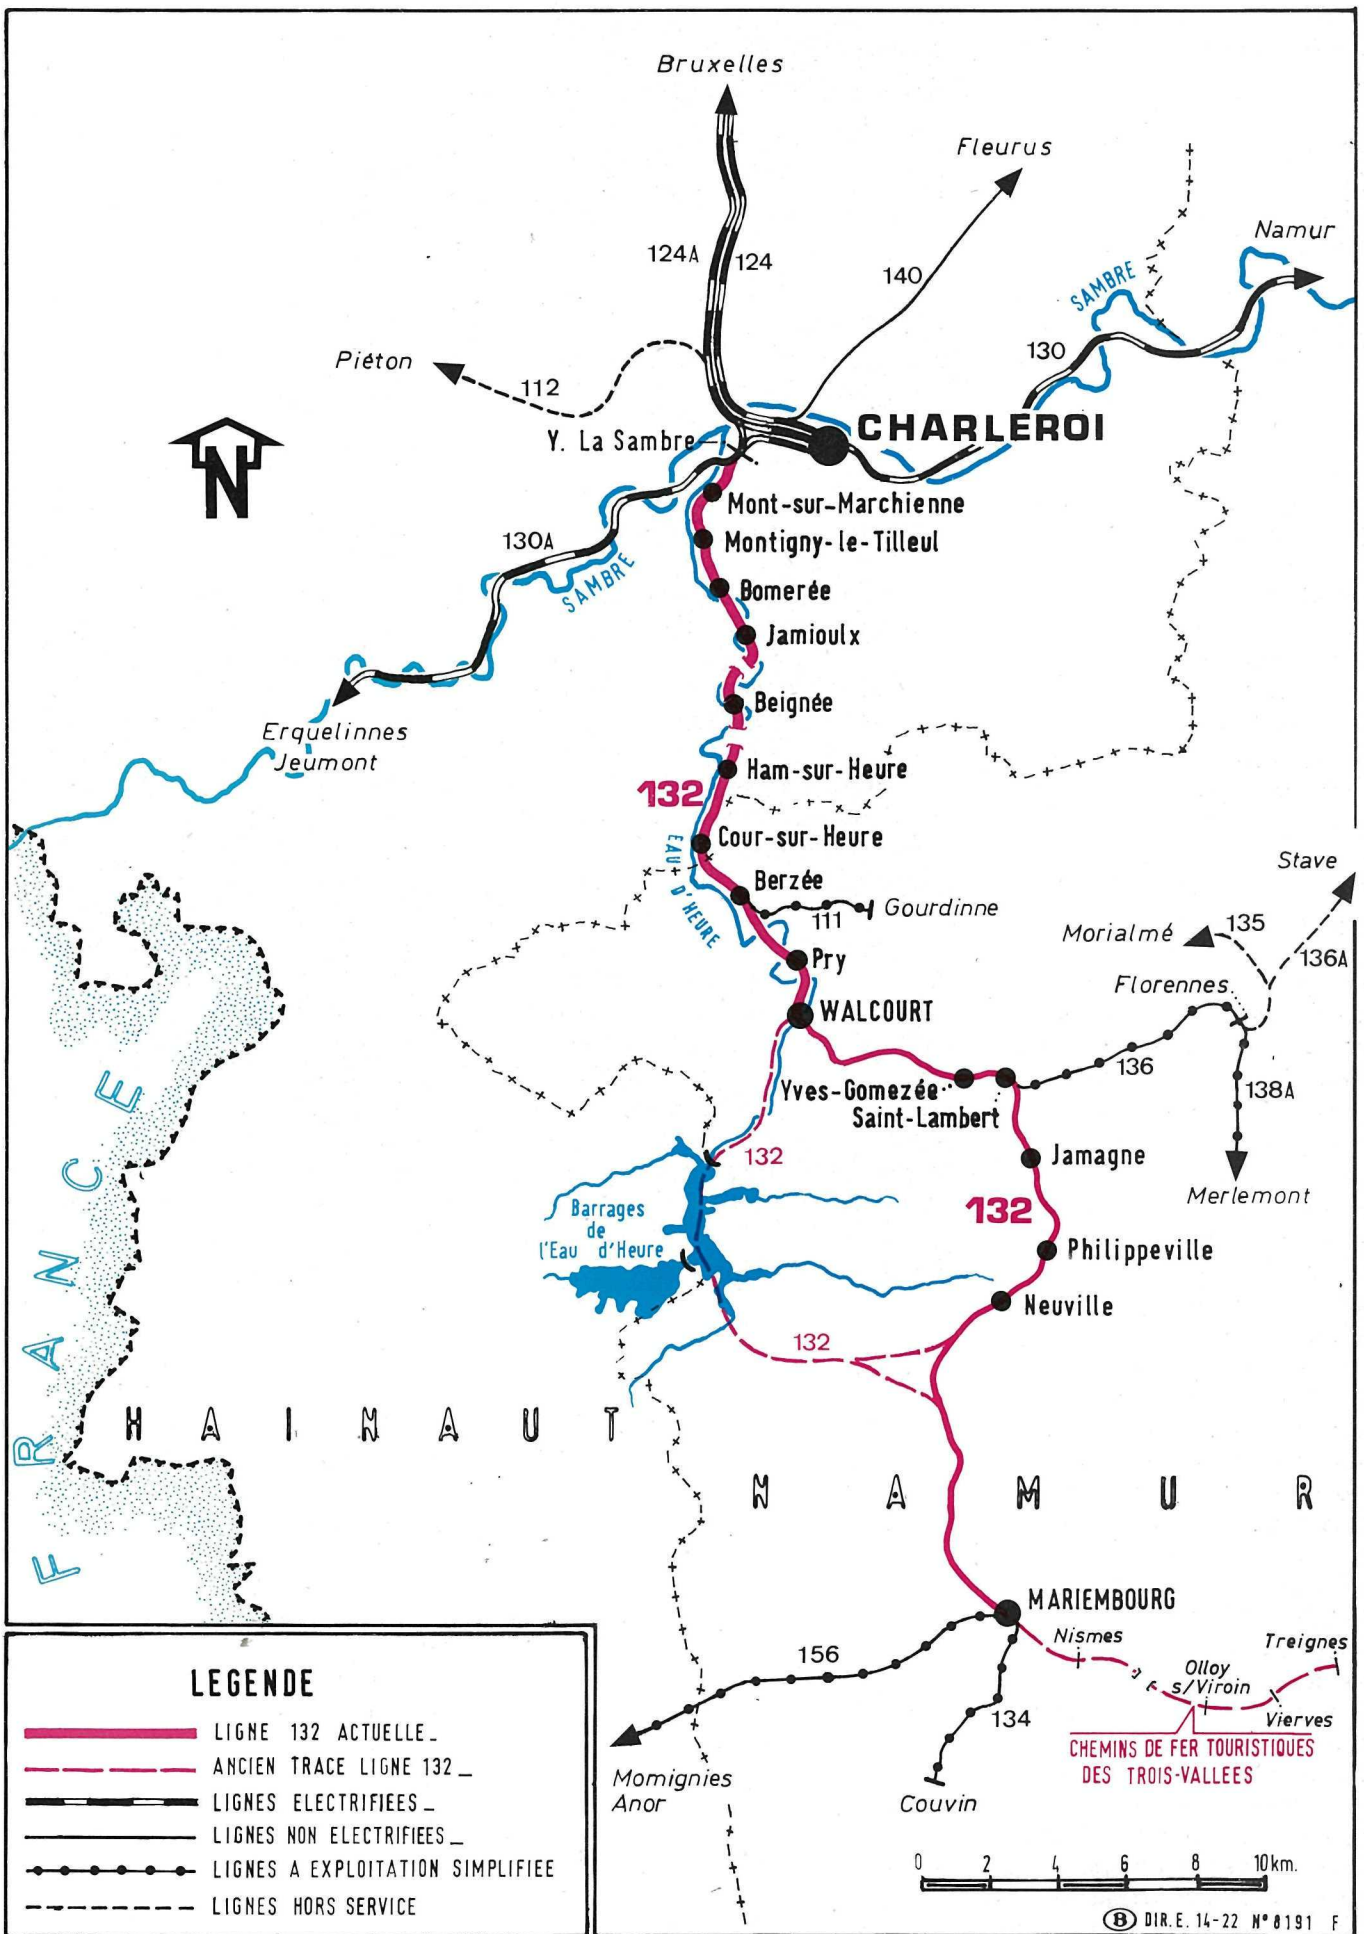 Bruxelles
Fleurus
Namur
124A
124
140
SAMBRE
130
Piéton
112
CHARLEROI
Y. La Sambre
N
Mont-sur-Marchienne
Montigny-le-Tilleul
130A
SAMBRE
Bomerée
Jamioulx
Beignée
Erquelinnes
Jeumont
Ham-sur-Heure
132
Cour-sur-Heure
EAU D'HEURE
Berzée
111
Gourdinne
Stave
Morialmé
135
136A
Pry
Florennes
WALCOURT
136
138A
Yves-Gomezée
Saint-Lambert
132
Jamagne
Merlemont
132
Barrages
de
l'Eau d'Heure
Philippeville
Neuville
132
FRANCE
HAINAUT
NAMUR
MARIEMBOURG
Nismes
Treignes
156
Olloy
s/Viroin
Vierves
134
CHEMINS DE FER TOURISTIQUES
DES TROIS-VALLEES
Momignies
Anor
Couvin
LEGENDE
LIGNE 132 ACTUELLE_
ANCIEN TRACE LIGNE 132_
LIGNES ELECTRIFIEES_
LIGNES NON ELECTRIFIEES_
LIGNES A EXPLOITATION SIMPLIFIEE
LIGNES HORS SERVICE
0 2 4 6 8 10km.
B DIR.E. 14-22 N° 8191 F